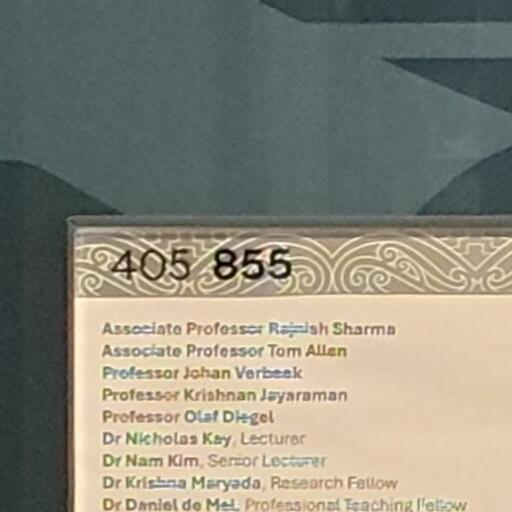 405 855
Associate Professor Rajnish Sharma
Associate Professor Tom Allen
Professor Johan Verbeek
Professor Krishnan Jayaraman
Professor Olaf Diegel
Dr Nicholas Kay, Lecturer
Dr Nam Kim, Senior Lecturer
Dr Krishna Maryada, Research Fellow
Dr Daniel de Mel, Professional Teaching Fellow